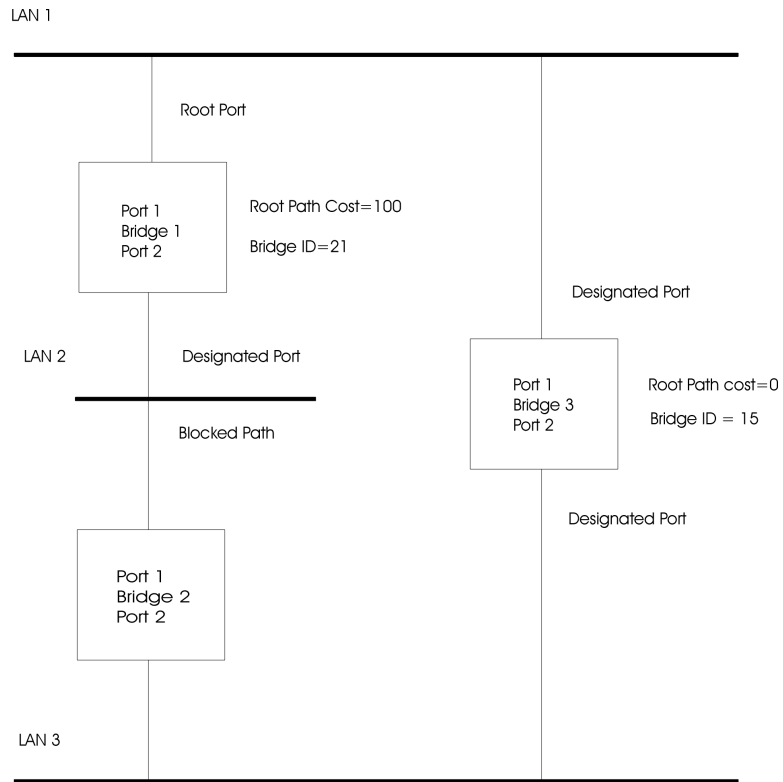 LAN 1
Root Port
Port 1
Bridge 1
Port 2
Root Path Cost=100
Bridge ID=21
Designated Port
LAN 2
Designated Port
Blocked Path
Port 1
Bridge 3
Port 2
Root Path cost=0
Bridge ID = 15
Designated Port
Port 1
Bridge 2
Port 2
LAN 3